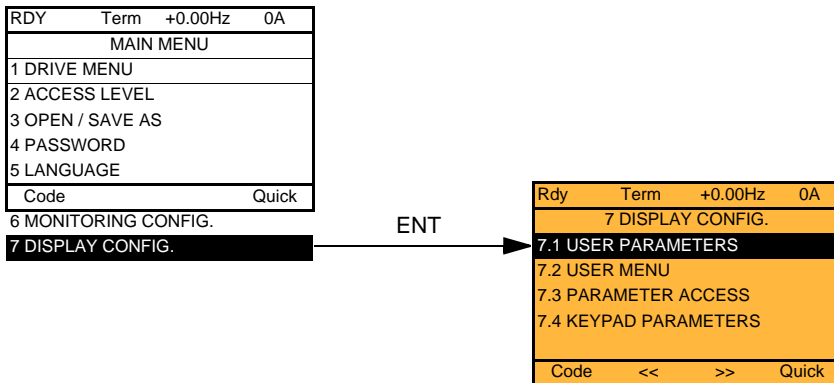 RDY Term +0.00Hz 0A
MAIN MENU
1 DRIVE MENU
2 ACCESS LEVEL
3 OPEN / SAVE AS
4 PASSWORD
5 LANGUAGE
Code Quick
6 MONITORING CONFIG.
7 DISPLAY CONFIG.
ENT
Rdy Term +0.00Hz 0A
7 DISPLAY CONFIG.
7.1 USER PARAMETERS
7.2 USER MENU
7.3 PARAMETER ACCESS
7.4 KEYPAD PARAMETERS
Code << >> Quick